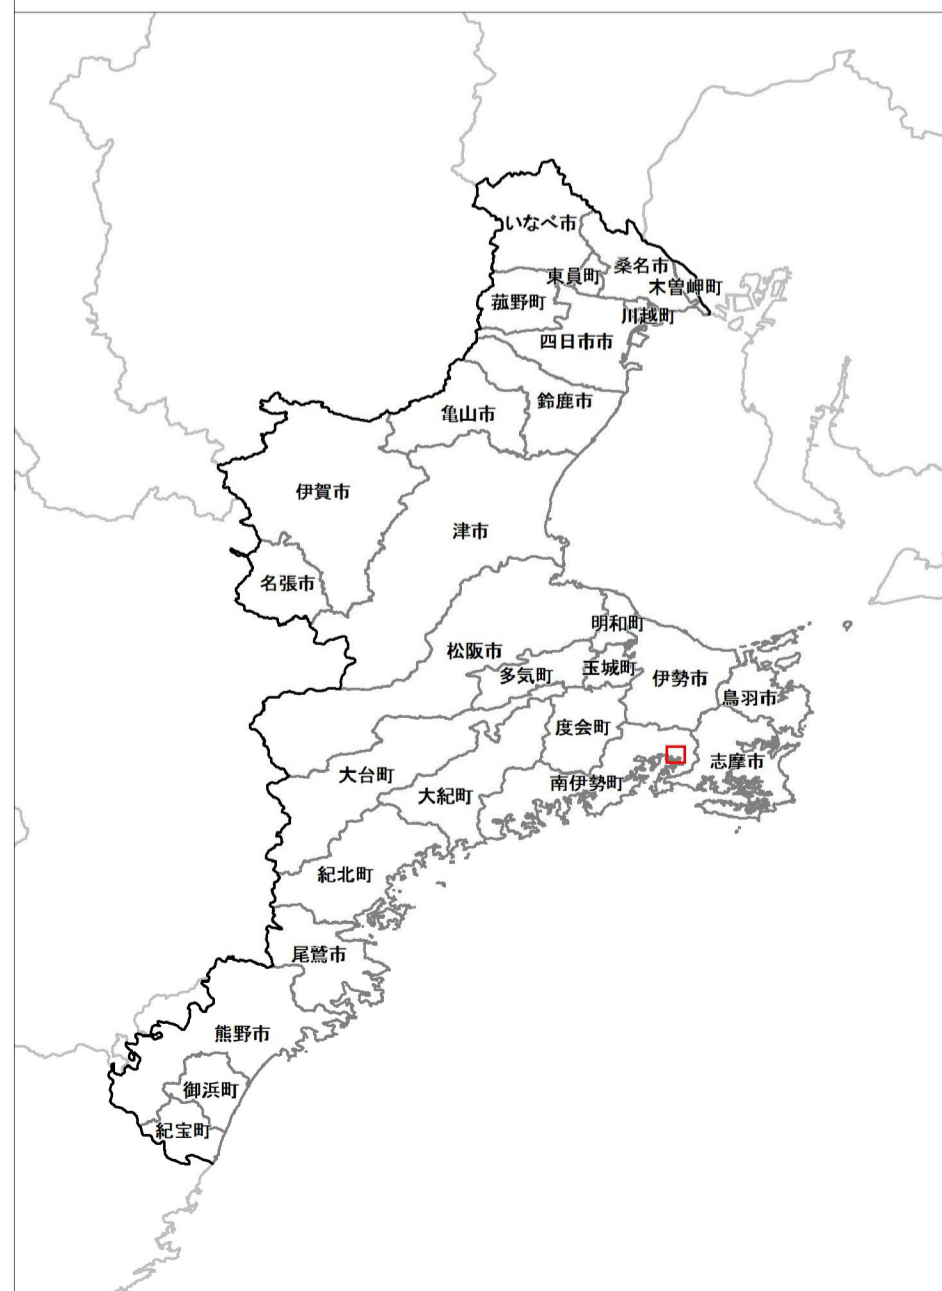 いなべ市
桑名市
東員町
木曽岬町
菰野町
川越町
四日市市
鈴鹿市
亀山市
伊賀市
津市
名張市
明和町
松阪市
玉城町
多気町
伊勢市
鳥羽市
度会町
志摩市
大台町
南伊勢町
大紀町
紀北町
尾鷲市
熊野市
御浜町
紀宝町